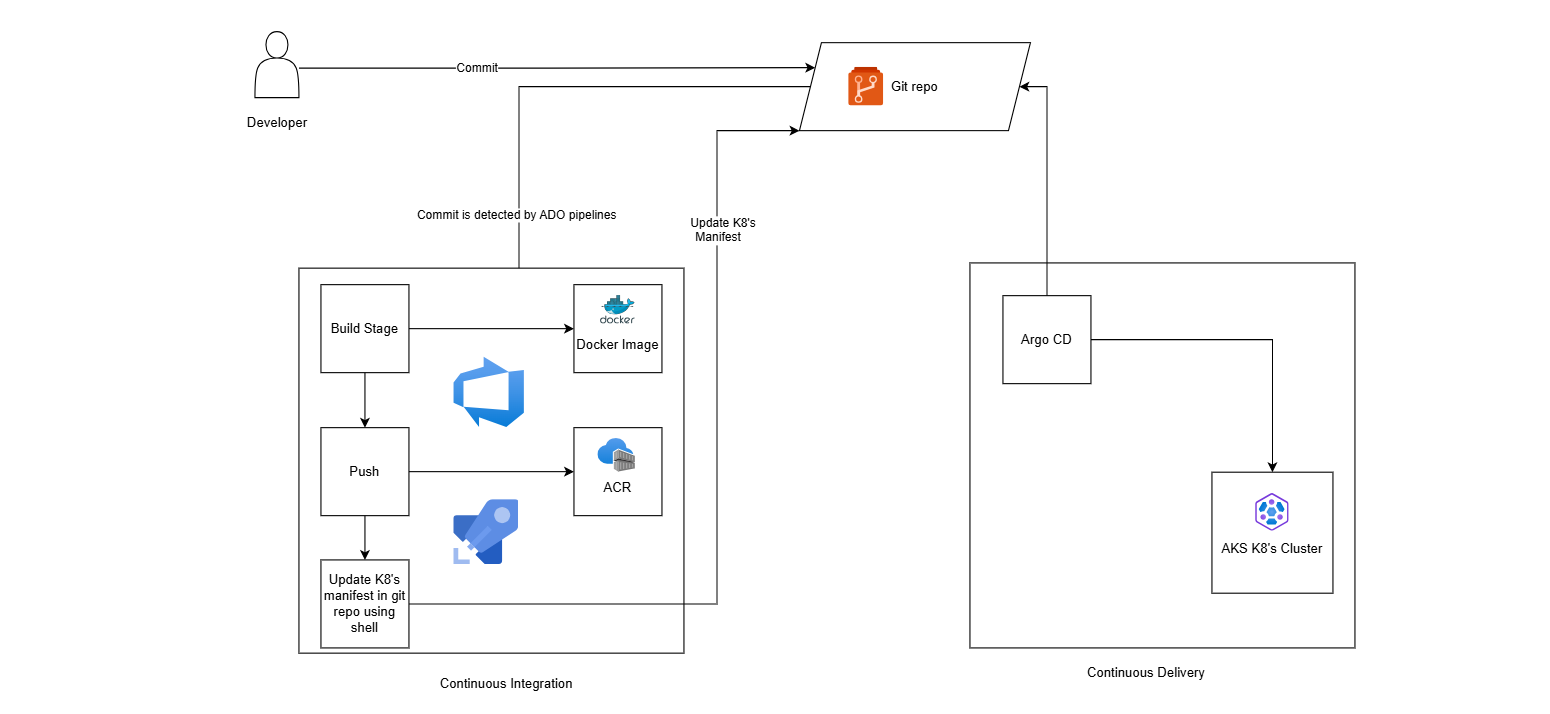 Commit
Git repo
Developer
Commit is detected by ADO pipelines
Update K8's
Manifest
Build Stage
docker
Docker Image
Push
ACR
Update K8's
manifest in git
repo using
shell
Continuous Integration
Argo CD
AKS K8's Cluster
Continuous Delivery